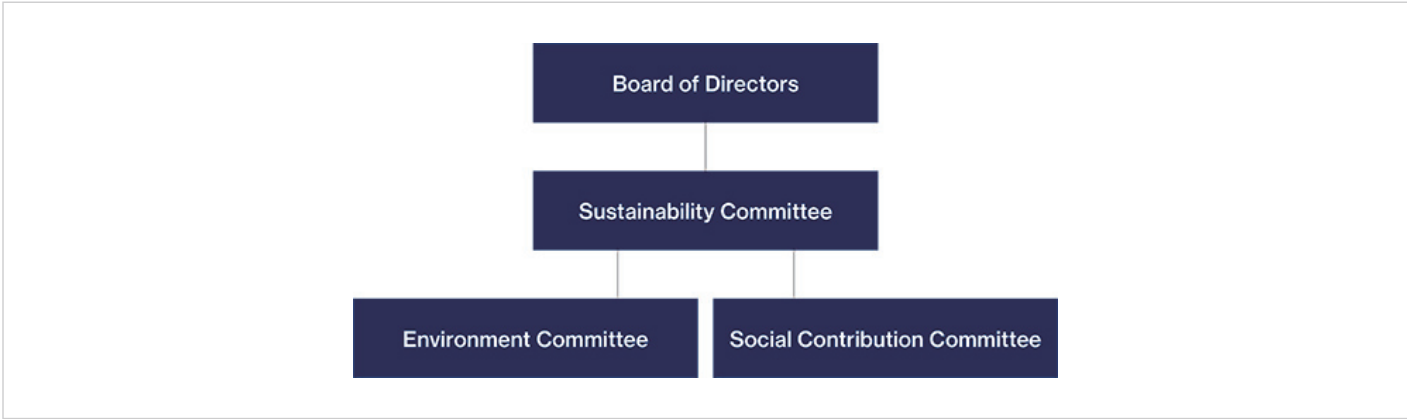 Board of Directors
Sustainability Committee
Environment Committee
Social Contribution Committee